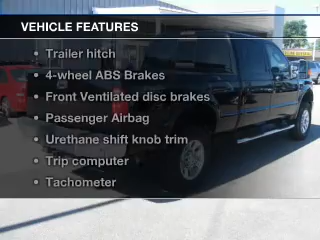 VEHICLE FEATURES
• Trailer hitch
• 4-wheel ABS Brakes
• Front Ventilated disc brakes
• Passenger Airbag
• Urethane shift knob trim
• Trip computer
• Tachometer